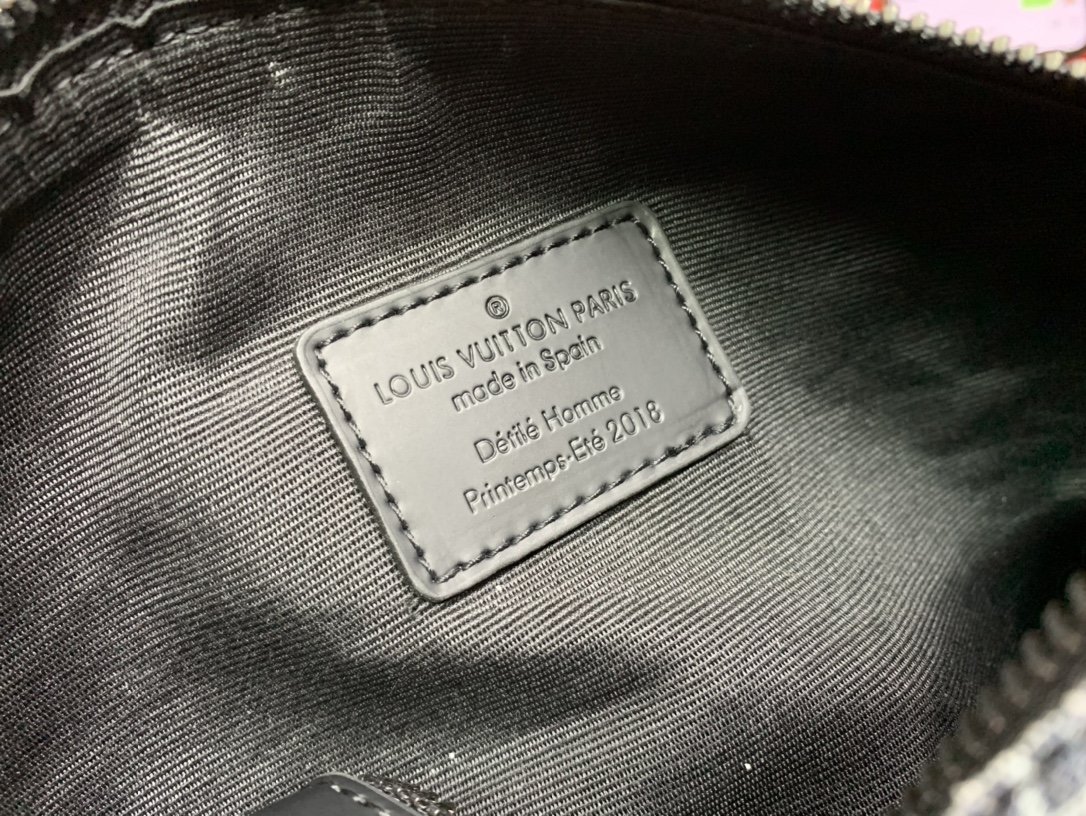 ®
LOUIS VUITTON PARIS
made in Spain
Défilé Homme
Printemps-Eté 2018